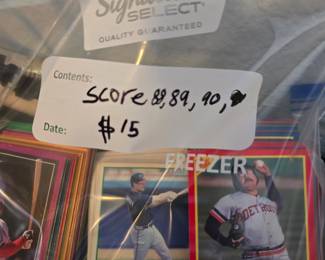 Signature
SELECT®
QUALITY GUARANTEED
Contents:
Score 88, 89, 90,
Date:
$15
FREEZER
DETROIT